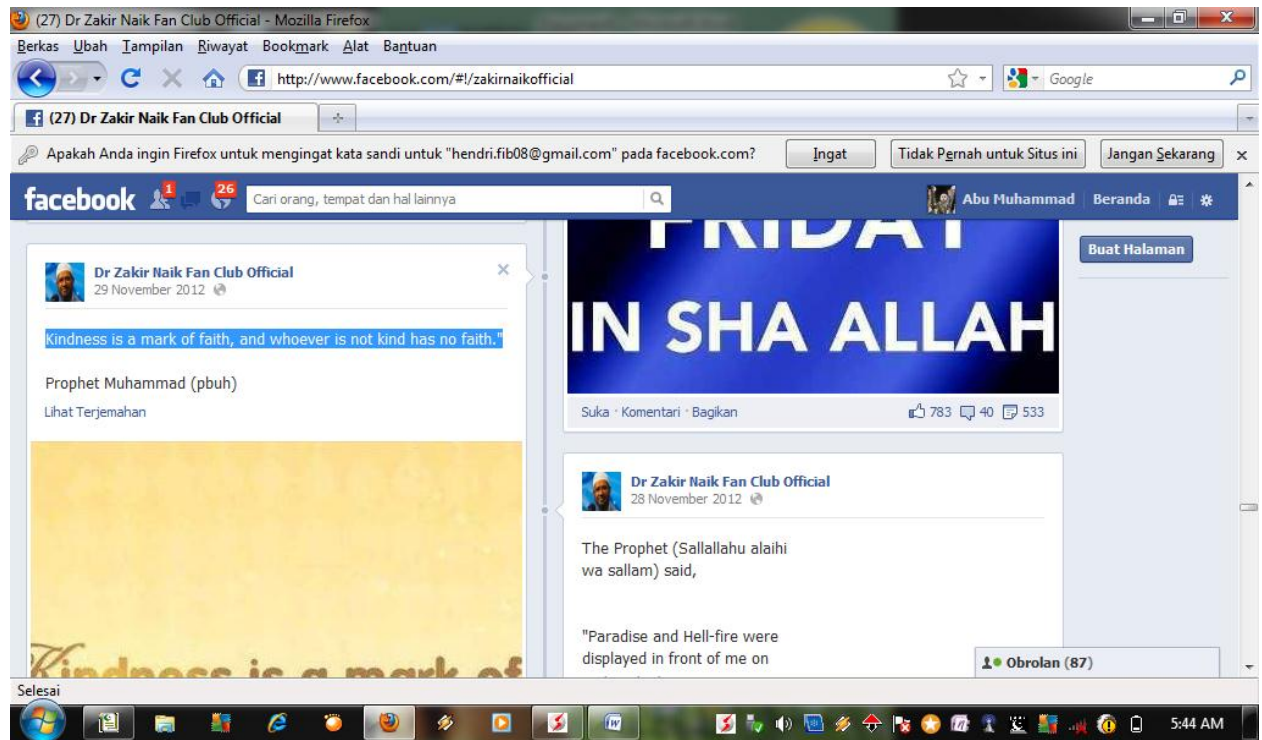 (27) Dr Zakir Naik Fan Club Official - Mozilla Firefox
Berkas Ubah Tampilan Riwayat Bookmark Alat Bantuan
http://www.facebook.com/#!/zakirnaikofficial
Google
(27) Dr Zakir Naik Fan Club Official
Apakah Anda ingin Firefox untuk mengingat kata sandi untuk "hendri.fib08@gmail.com" pada facebook.com? Ingat Tidak Pernah untuk Situs ini Jangan Sekarang
facebook 1 26 Cari orang, tempat dan hal lainnya Abu Muhammad Beranda
Dr Zakir Naik Fan Club Official
29 November 2012
Kindness is a mark of faith, and whoever is not kind has no faith."
Prophet Muhammad (pbuh)
Lihat Terjemahan
Kindness is a mark of
FRIDAY
IN SHA ALLAH
Suka · Komentari · Bagikan 783 40 533
Dr Zakir Naik Fan Club Official
28 November 2012
The Prophet (Sallallahu alaihi
wa sallam) said,
"Paradise and Hell-fire were
displayed in front of me on
Buat Halaman
Obrolan (87)
Selesai
5:44 AM